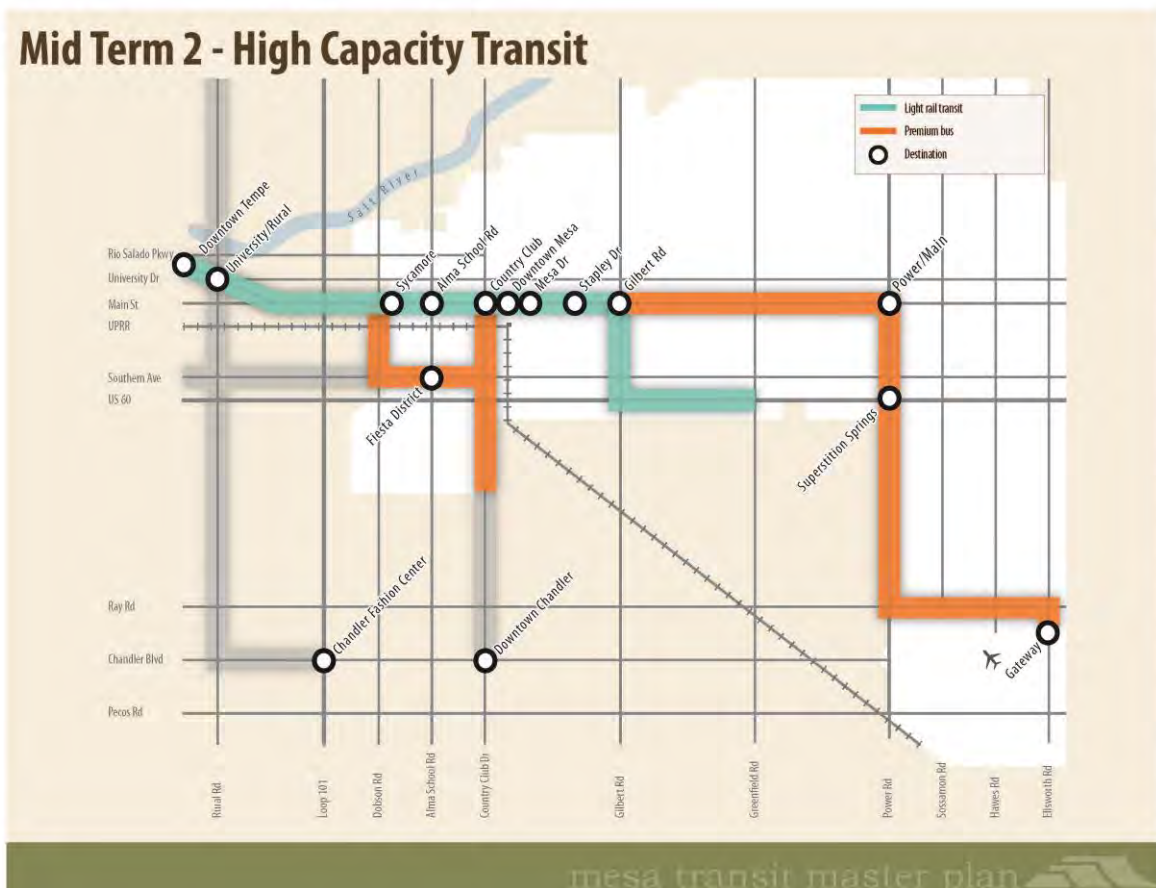 Mid Term 2 - High Capacity Transit
Light rail transit
Premium bus
Destination
Salt River
Downtown Tempe
University/Rural
Sycamore
Alma School Rd
Country Club
Downtown Mesa
Mesa Dr
Stapley Dr
Gilbert Rd
Power/Main
Rio Salado Pkwy
University Dr
Main St
UPRR
Southern Ave
US 60
Fiesta District
Superstition Springs
Chandler Fashion Center
Downtown Chandler
Gateway
Ray Rd
Chandler Blvd
Pecos Rd
Rural Rd
Loop 101
Dobson Rd
Alma School Rd
Country Club Dr
Gilbert Rd
Greenfield Rd
Power Rd
Sossamon Rd
Hawes Rd
Ellsworth Rd
mesa transit master plan